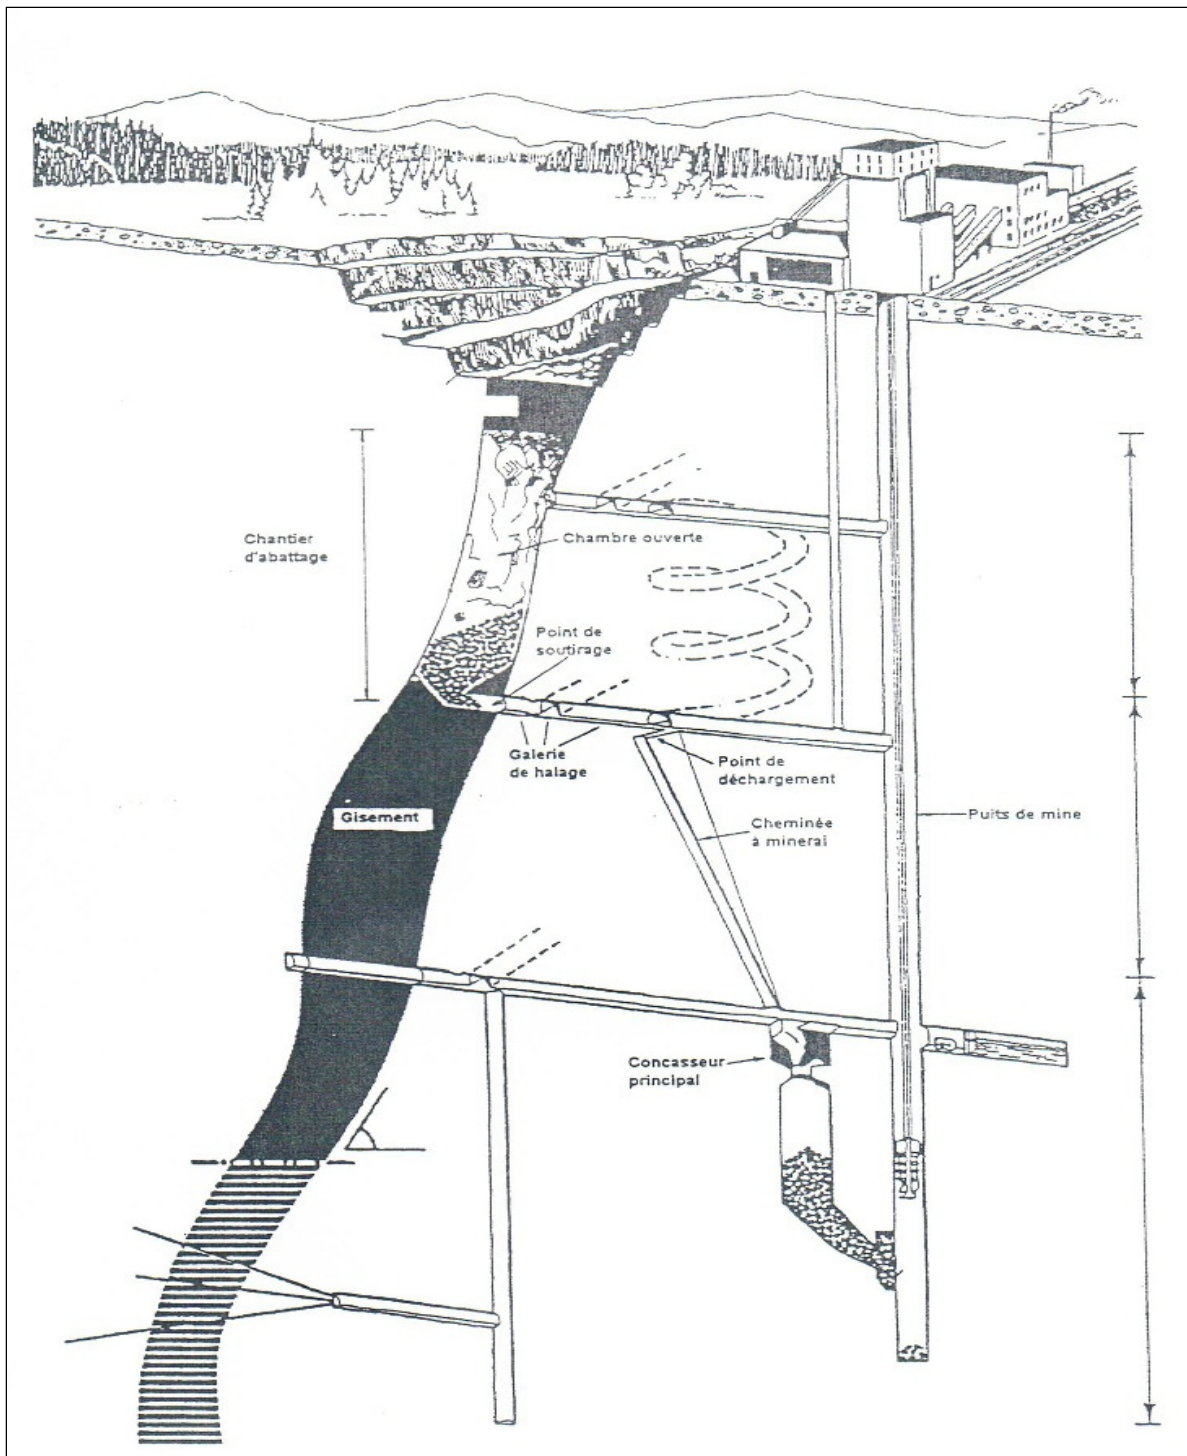 Chantier
d'abattage
Chambre ouverte
Point de
soutirage
Galerie
de halage
Point de
déchargement
Gisement
Cheminée
à minerai
Puits de mine
Concasseur
principal